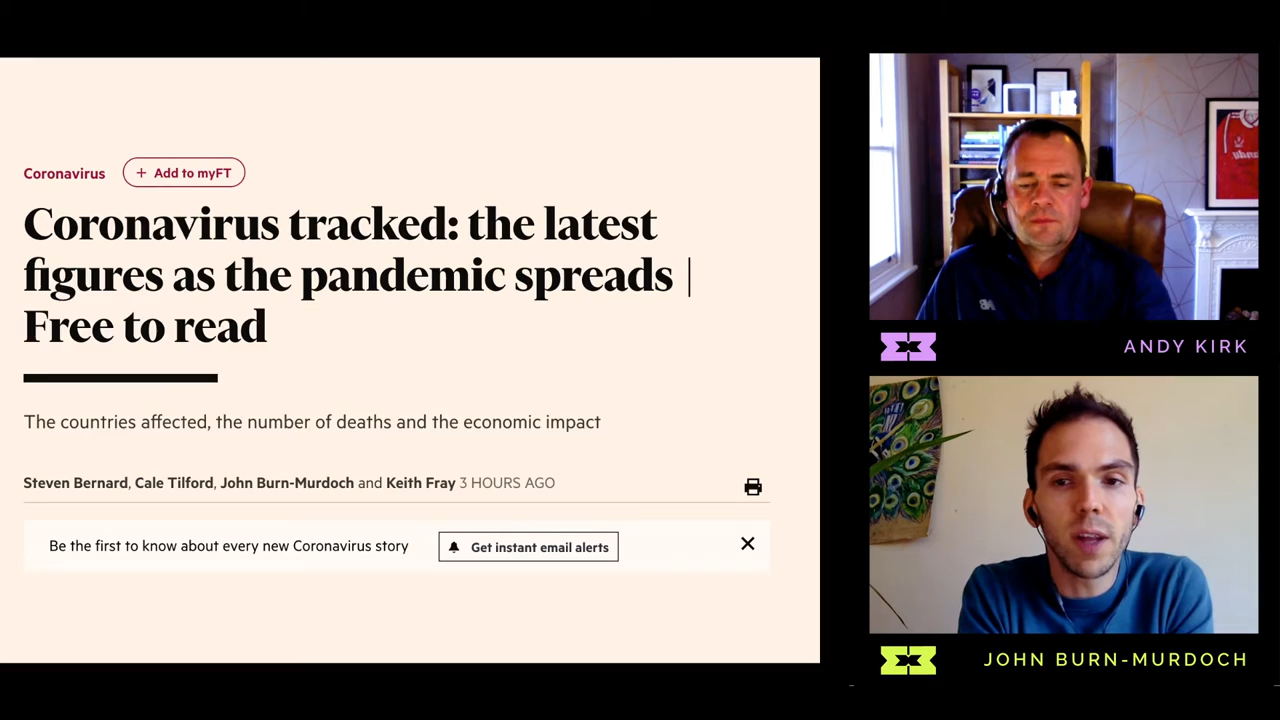 Coronavirus
+ Add to myFT
Coronavirus tracked: the latest
figures as the pandemic spreads |
Free to read
The countries affected, the number of deaths and the economic impact
Steven Bernard, Cale Tilford, John Burn-Murdoch and Keith Fray 3 HOURS AGO
Be the first to know about every new Coronavirus story
Get instant email alerts
ANDY KIRK
JOHN BURN-MURDOCH